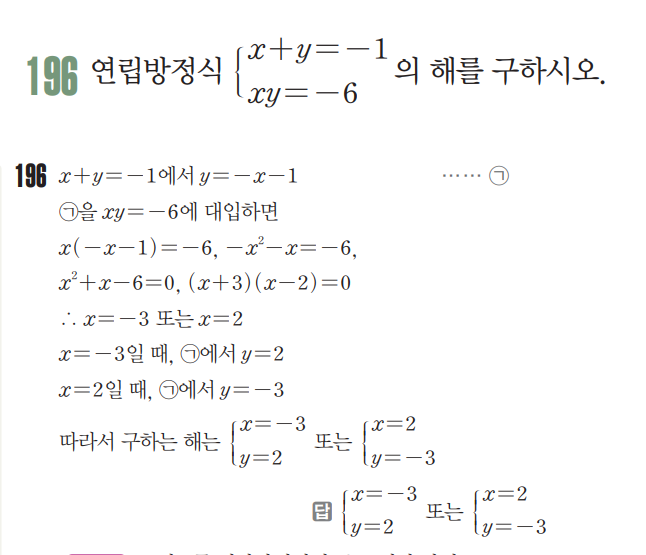 196 연립방정식 { x+y=-1
xy=-6 의 해를 구하시오.
196 x+y=-1에서 y=-x-1 …… ㉠
㉠을 xy=-6에 대입하면
x(-x-1)=-6, -x²-x=-6,
x²+x-6=0, (x+3)(x-2)=0
∴ x=-3 또는 x=2
x=-3일 때, ㉠에서 y=2
x=2일 때, ㉠에서 y=-3
따라서 구하는 해는 { x=-3
y=2 또는 { x=2
y=-3
답 { x=-3
y=2 또는 { x=2
y=-3